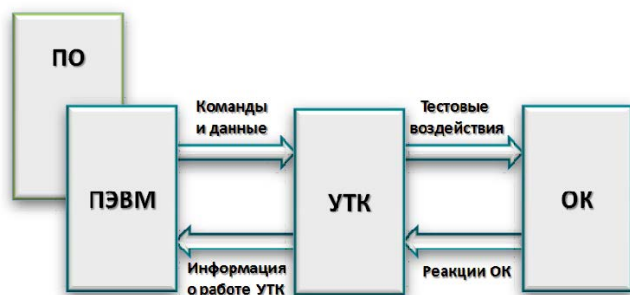 ПО
ПЭВМ
Команды
и данные
УТК
Тестовые
воздействия
ОК
Информация
о работе УТК
Реакции ОК